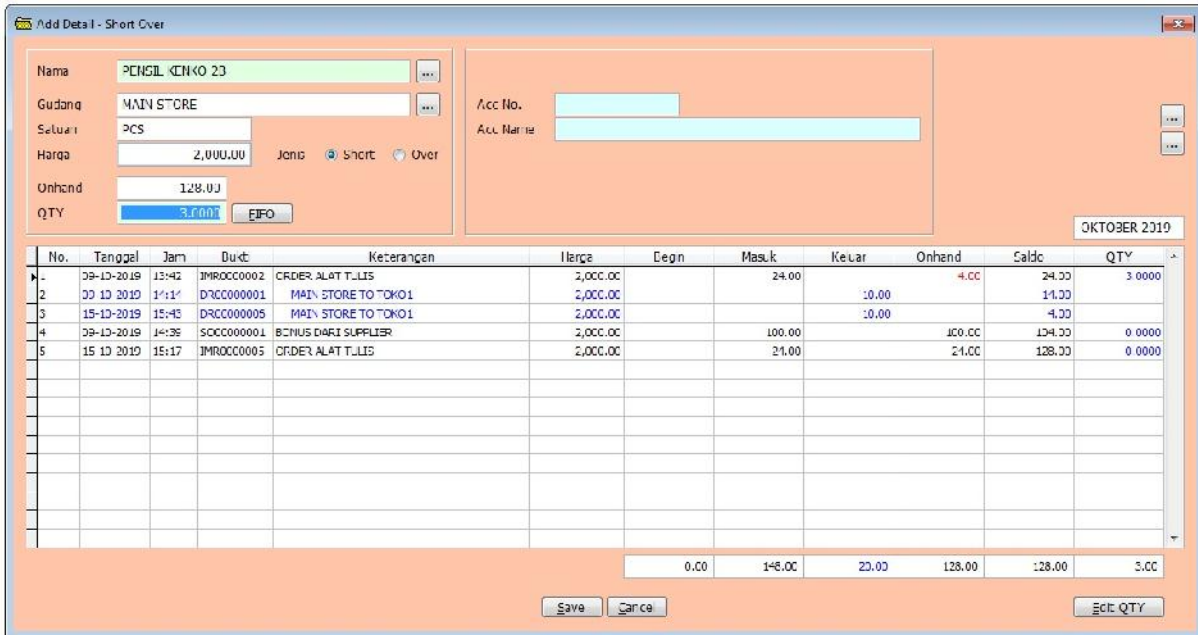 Add Detail - Short Over
Nama PENSIL KENKO 2B ...
Gudang MAIN STORE ...
Satuan PCS
Harga 2,000.00 Jenis Short Over
Onhand 128.00
QTY 3.0000 FIFO
Acc No.
Acc Name
...
...
OKTOBER 2019
No. Tanggal Jam Bukti Keterangan Harga Begin Masuk Keluar Onhand Saldo QTY
1 09-10-2019 13:42 IMR0000002 ORDER ALAT TULIS 2,000.00 24.00 4.00 24.00 3.0000
2 09-10-2019 14:14 DR00000001 MAIN STORE TO TOKO1 2,000.00 10.00 14.00
3 15-10-2019 15:43 DR00000005 MAIN STORE TO TOKO1 2,000.00 10.00 4.00
4 09-10-2019 14:39 SO00000001 BONUS DARI SUPPLIER 2,000.00 100.00 100.00 104.00 0.0000
5 15-10-2019 15:17 IMR0000005 ORDER ALAT TULIS 2,000.00 24.00 24.00 128.00 0.0000
0.00 148.00 20.00 128.00 128.00 3.00
Save Cancel Edit QTY